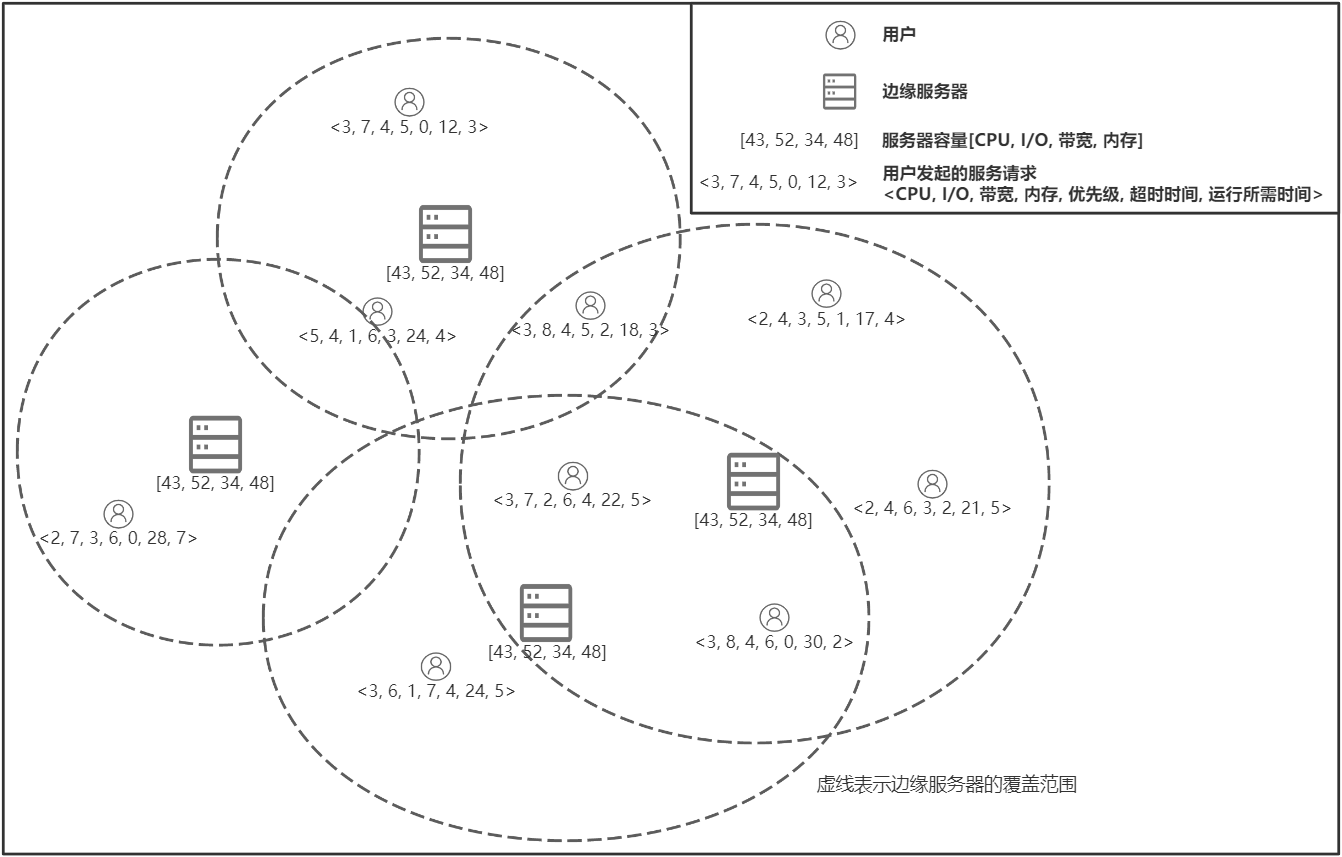 用户
边缘服务器
[43, 52, 34, 48] 服务器容量[CPU, I/O, 带宽, 内存]
用户发起的服务请求
<3, 7, 4, 5, 0, 12, 3>
<CPU, I/O, 带宽, 内存, 优先级, 超时时间, 运行所需时间>
<3, 7, 4, 5, 0, 12, 3>
[43, 52, 34, 48]
<5, 4, 1, 6, 3, 24, 4>
<3, 8, 4, 5, 2, 18, 3>
<2, 4, 3, 5, 1, 17, 4>
[43, 52, 34, 48]
<2, 7, 3, 6, 0, 28, 7>
<3, 7, 2, 6, 4, 22, 5>
[43, 52, 34, 48]
<2, 4, 6, 3, 2, 21, 5>
[43, 52, 34, 48]
<3, 8, 4, 6, 0, 30, 2>
<3, 6, 1, 7, 4, 24, 5>
虚线表示边缘服务器的覆盖范围